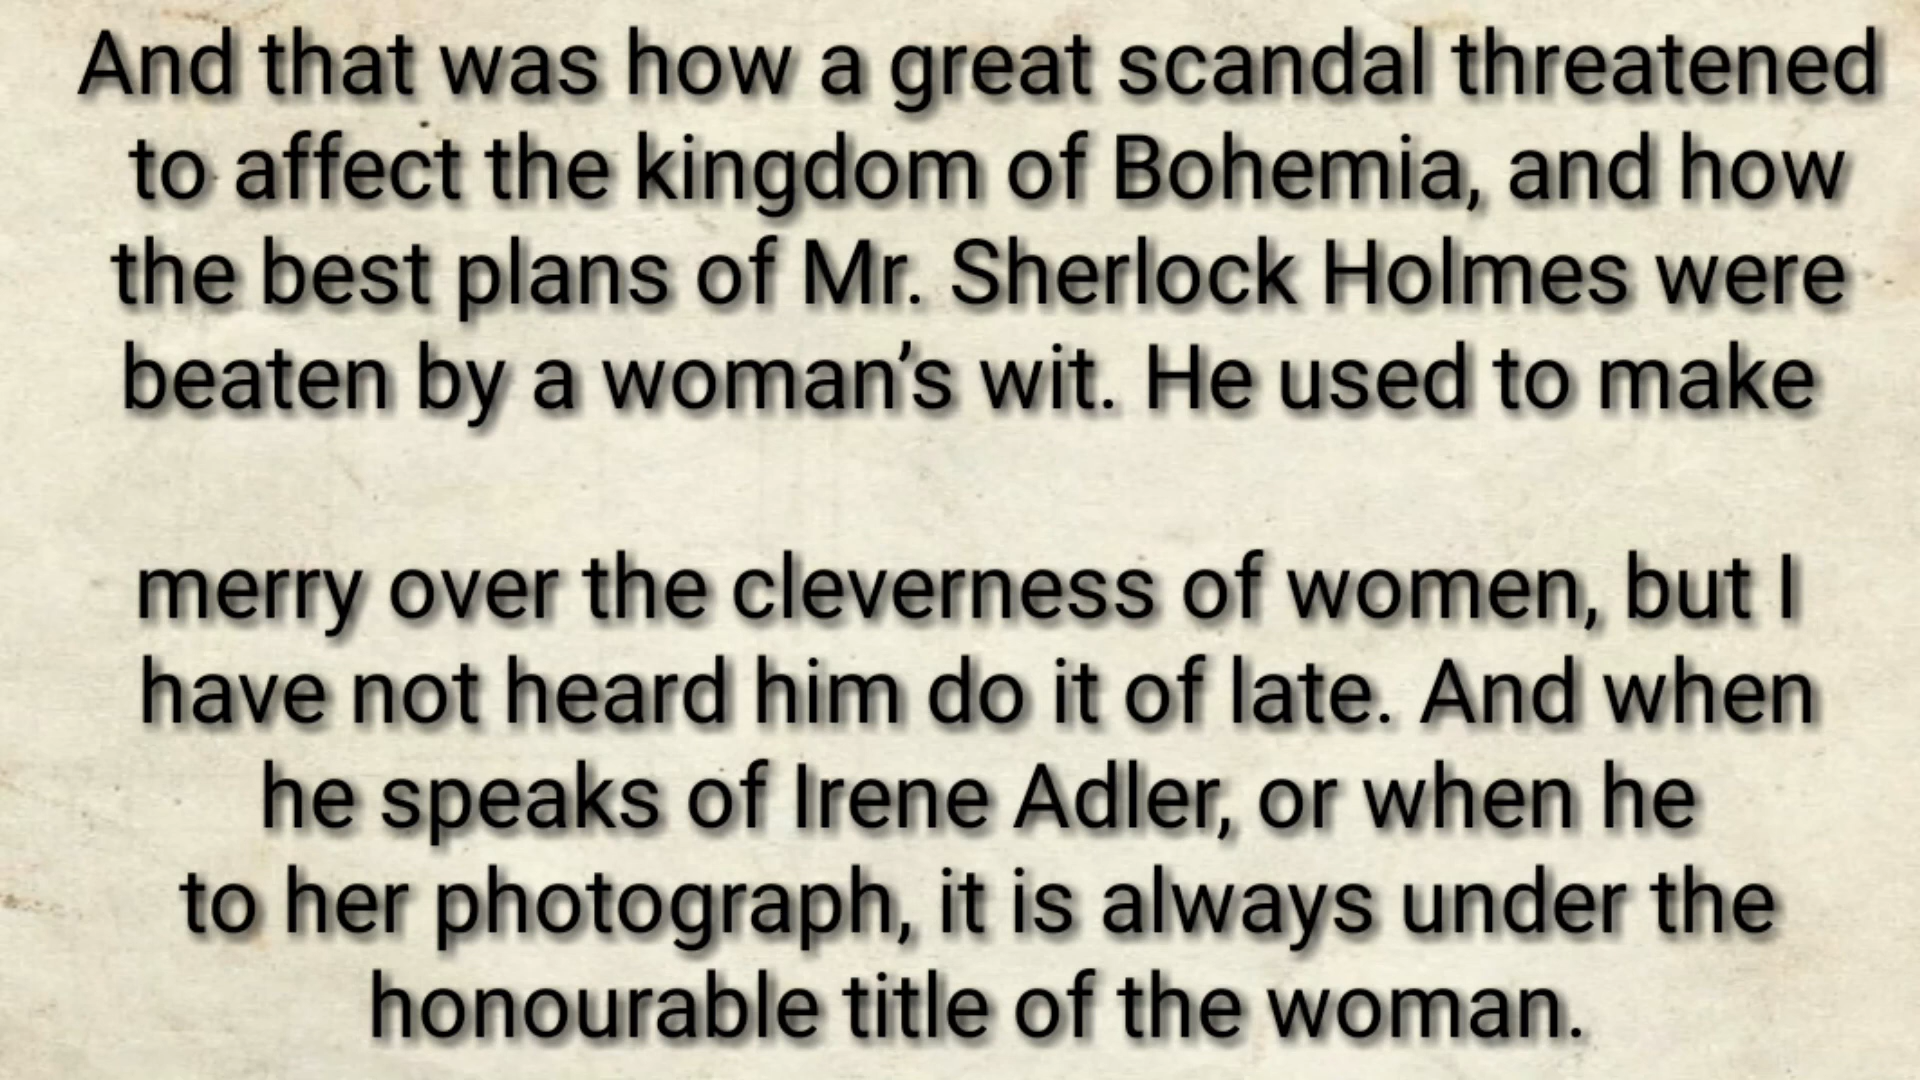 And that was how a great scandal threatened
to affect the kingdom of Bohemia, and how
the best plans of Mr. Sherlock Holmes were
beaten by a woman’s wit. He used to make
merry over the cleverness of women, but I
have not heard him do it of late. And when
he speaks of Irene Adler, or when he
to her photograph, it is always under the
honourable title of the woman.